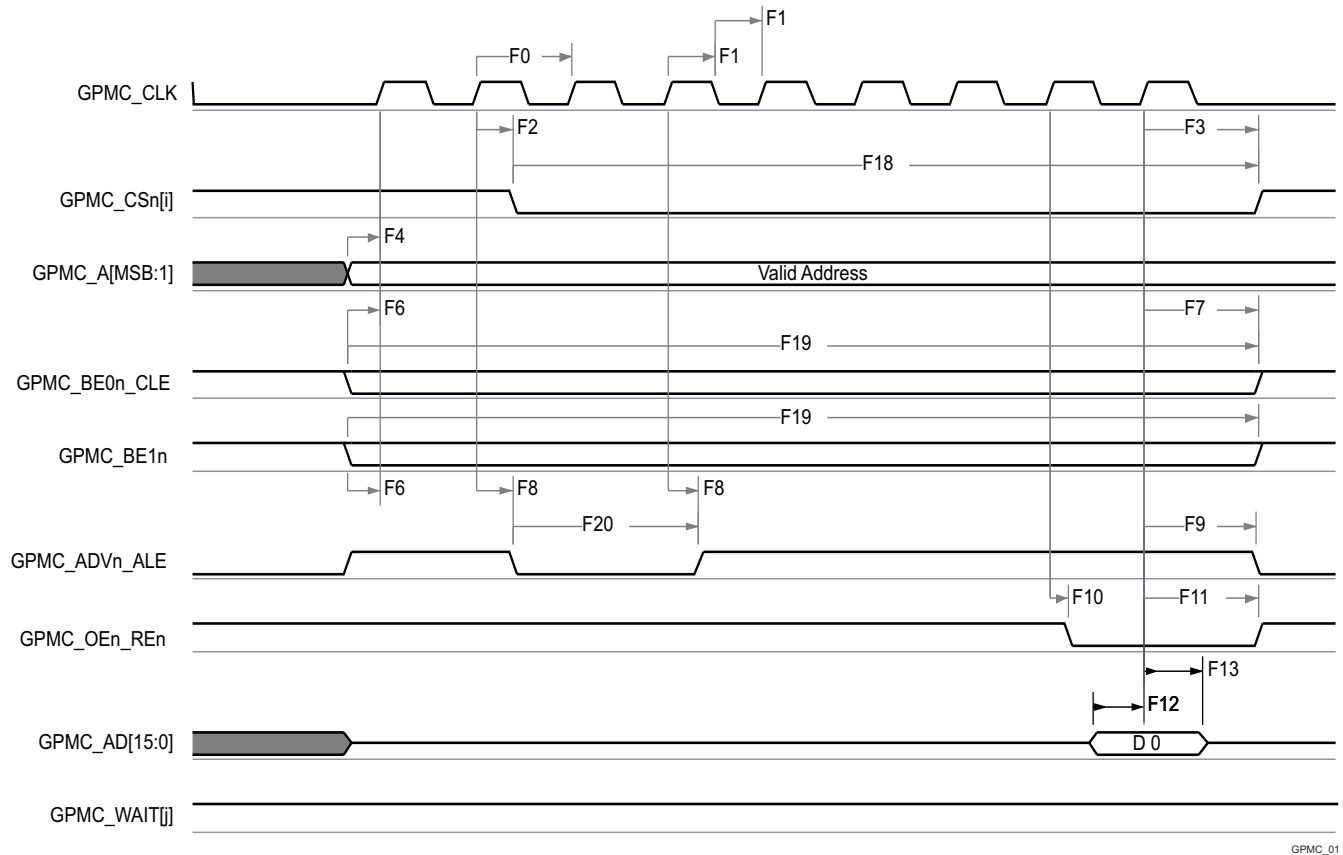 F1
F0
F1
GPMC_CLK
F2
F3
F18
GPMC_CSn[i]
F4
GPMC_A[MSB:1]
Valid Address
F6
F7
F19
GPMC_BE0n_CLE
F19
GPMC_BE1n
F6
F8
F8
F20
F9
GPMC_ADVn_ALE
F10
F11
GPMC_OEn_REn
F13
F12
GPMC_AD[15:0]
D 0
GPMC_WAIT[j]
GPMC_01